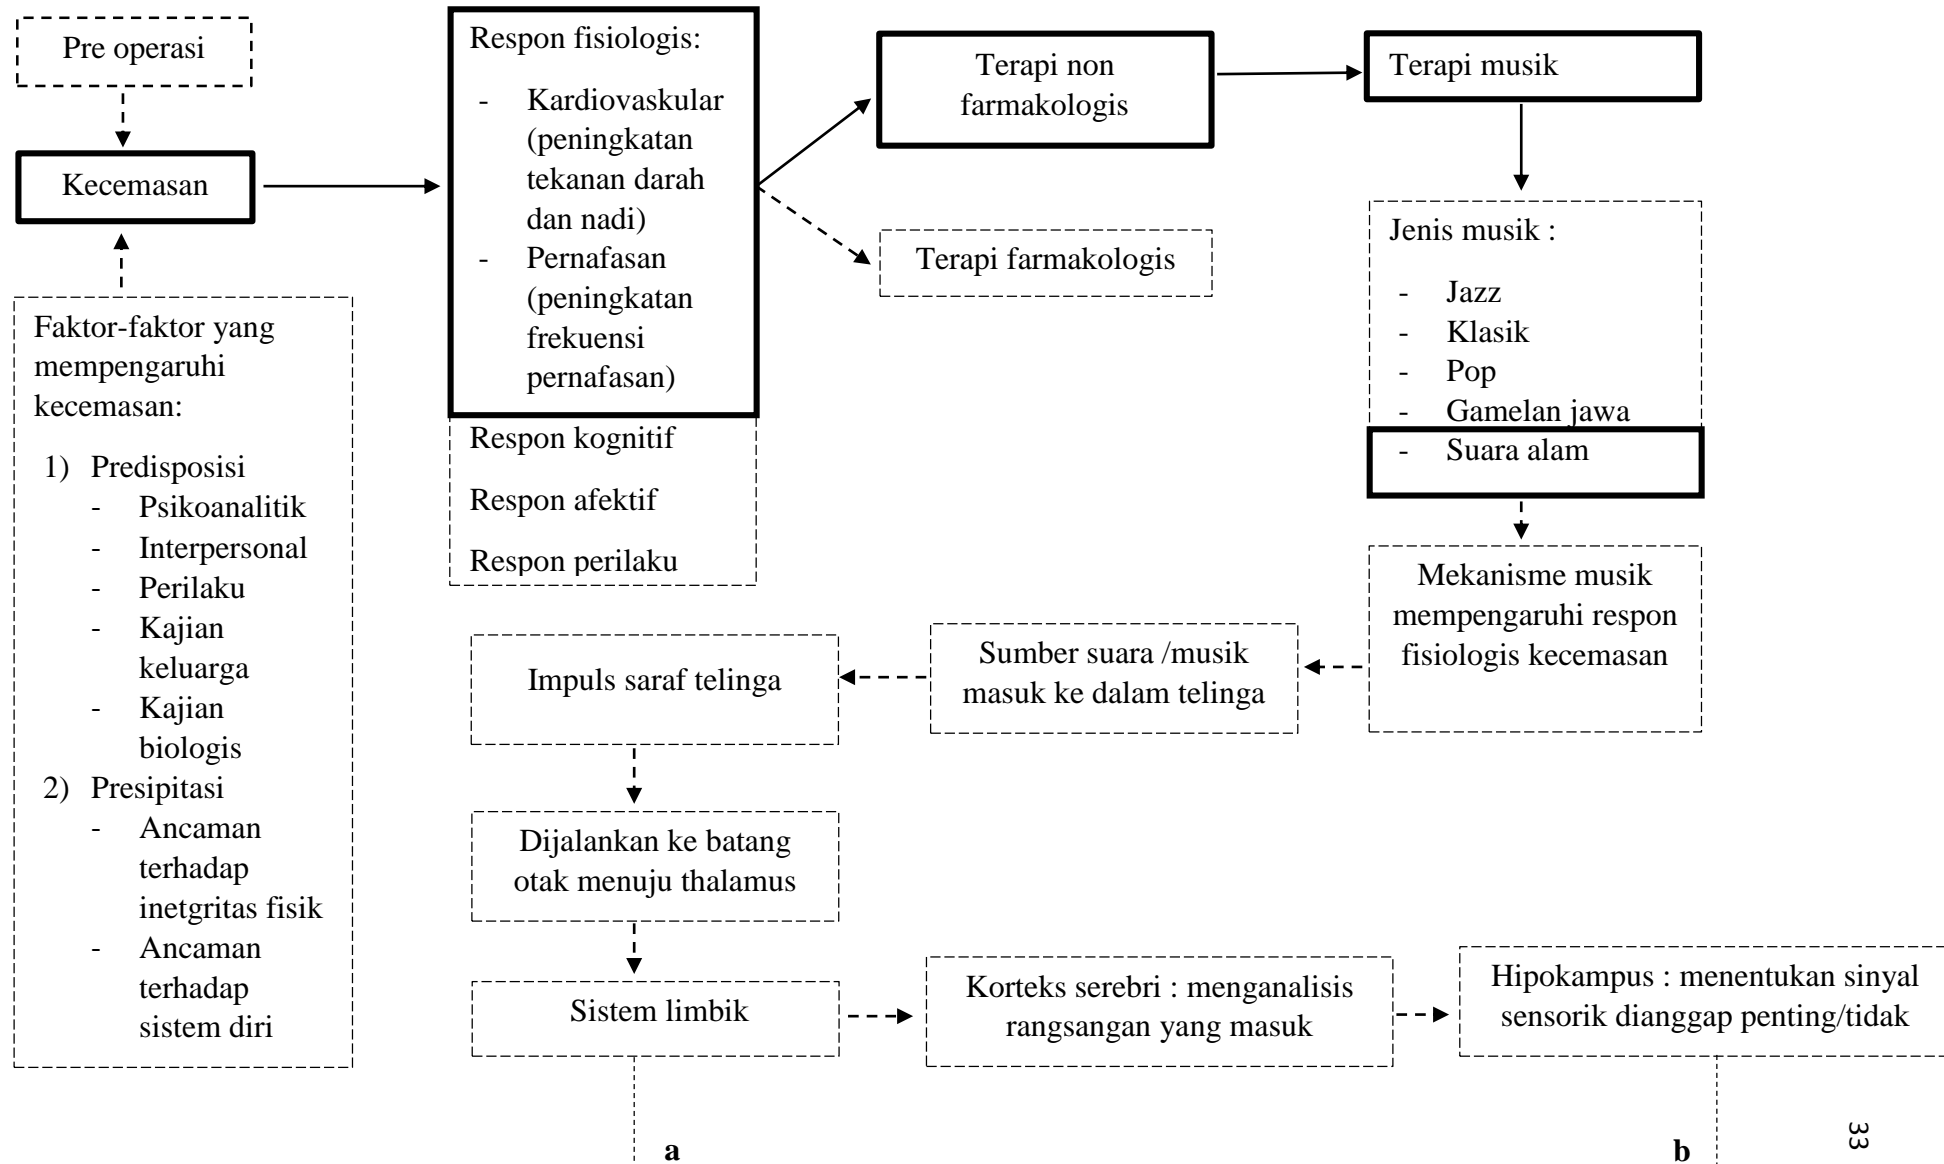 Pre operasi
Kecemasan
Faktor-faktor yang
mempengaruhi
kecemasan:
1) Predisposisi
- Psikoanalitik
- Interpersonal
- Perilaku
- Kajian
keluarga
- Kajian
biologis
2) Presipitasi
- Ancaman
terhadap
inetgritas fisik
- Ancaman
terhadap
sistem diri
Respon fisiologis:
- Kardiovaskular
(peningkatan
tekanan darah
dan nadi)
- Pernafasan
(peningkatan
frekuensi
pernafasan)
Respon kognitif
Respon afektif
Respon perilaku
Terapi non
farmakologis
Terapi farmakologis
Terapi musik
Jenis musik :
- Jazz
- Klasik
- Pop
- Gamelan jawa
- Suara alam
Mekanisme musik
mempengaruhi respon
fisiologis kecemasan
Sumber suara /musik
masuk ke dalam telinga
Impuls saraf telinga
Dijalankan ke batang
otak menuju thalamus
Sistem limbik
Korteks serebri : menganalisis
rangsangan yang masuk
Hipokampus : menentukan sinyal
sensorik dianggap penting/tidak
a
b
33